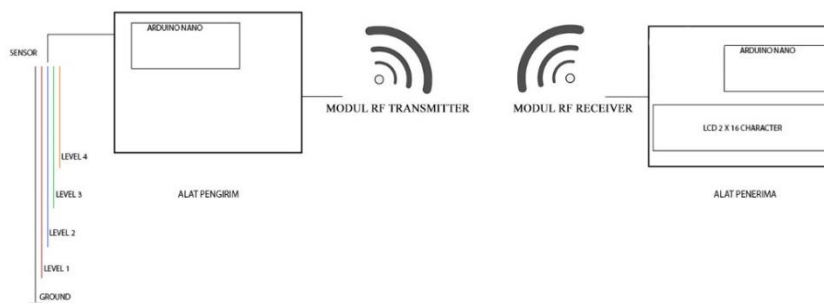 SENSOR
ARDUINO NANO
MODUL RF TRANSMITTER
ALAT PENGIRIM
LEVEL 4
LEVEL 3
LEVEL 2
LEVEL 1
GROUND
MODUL RF RECEIVER
ARDUINO NANO
LCD 2 X 16 CHARACTER
ALAT PENERIMA